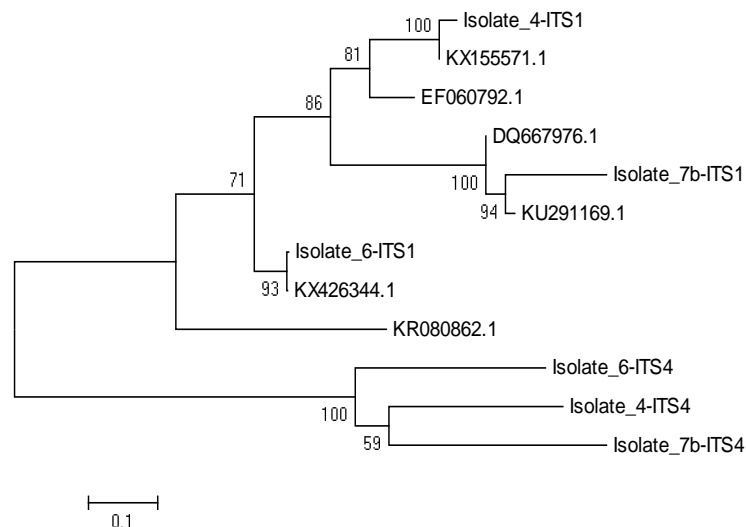 Isolate_4-ITS1
100
KX155571.1
81
EF060792.1
86
DQ667976.1
Isolate_7b-ITS1
100
KU291169.1
94
71
Isolate_6-ITS1
KX426344.1
93
KR080862.1
Isolate_6-ITS4
100
Isolate_4-ITS4
59
Isolate_7b-ITS4
0.1